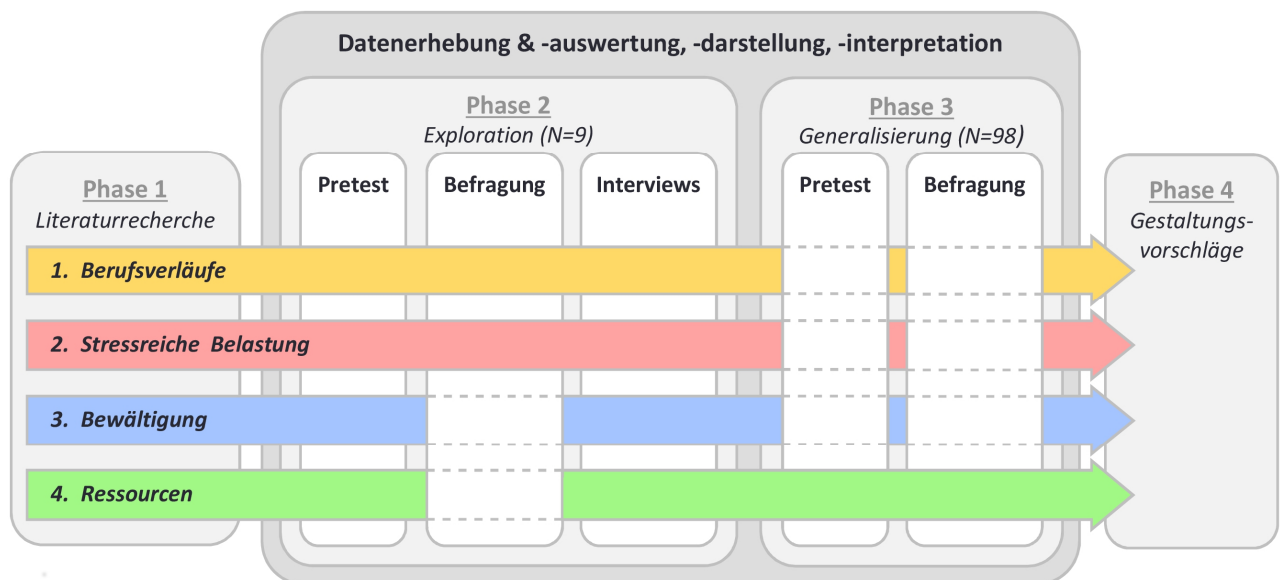 Datenerhebung & -auswertung, -darstellung, -interpretation
Phase 1
Literaturrecherche
Phase 2
Exploration (N=9)
Pretest
Befragung
Interviews
Phase 3
Generalisierung (N=98)
Pretest
Befragung
Phase 4
Gestaltungs-
vorschläge
1. Berufsverläufe
2. Stressreiche Belastung
3. Bewältigung
4. Ressourcen